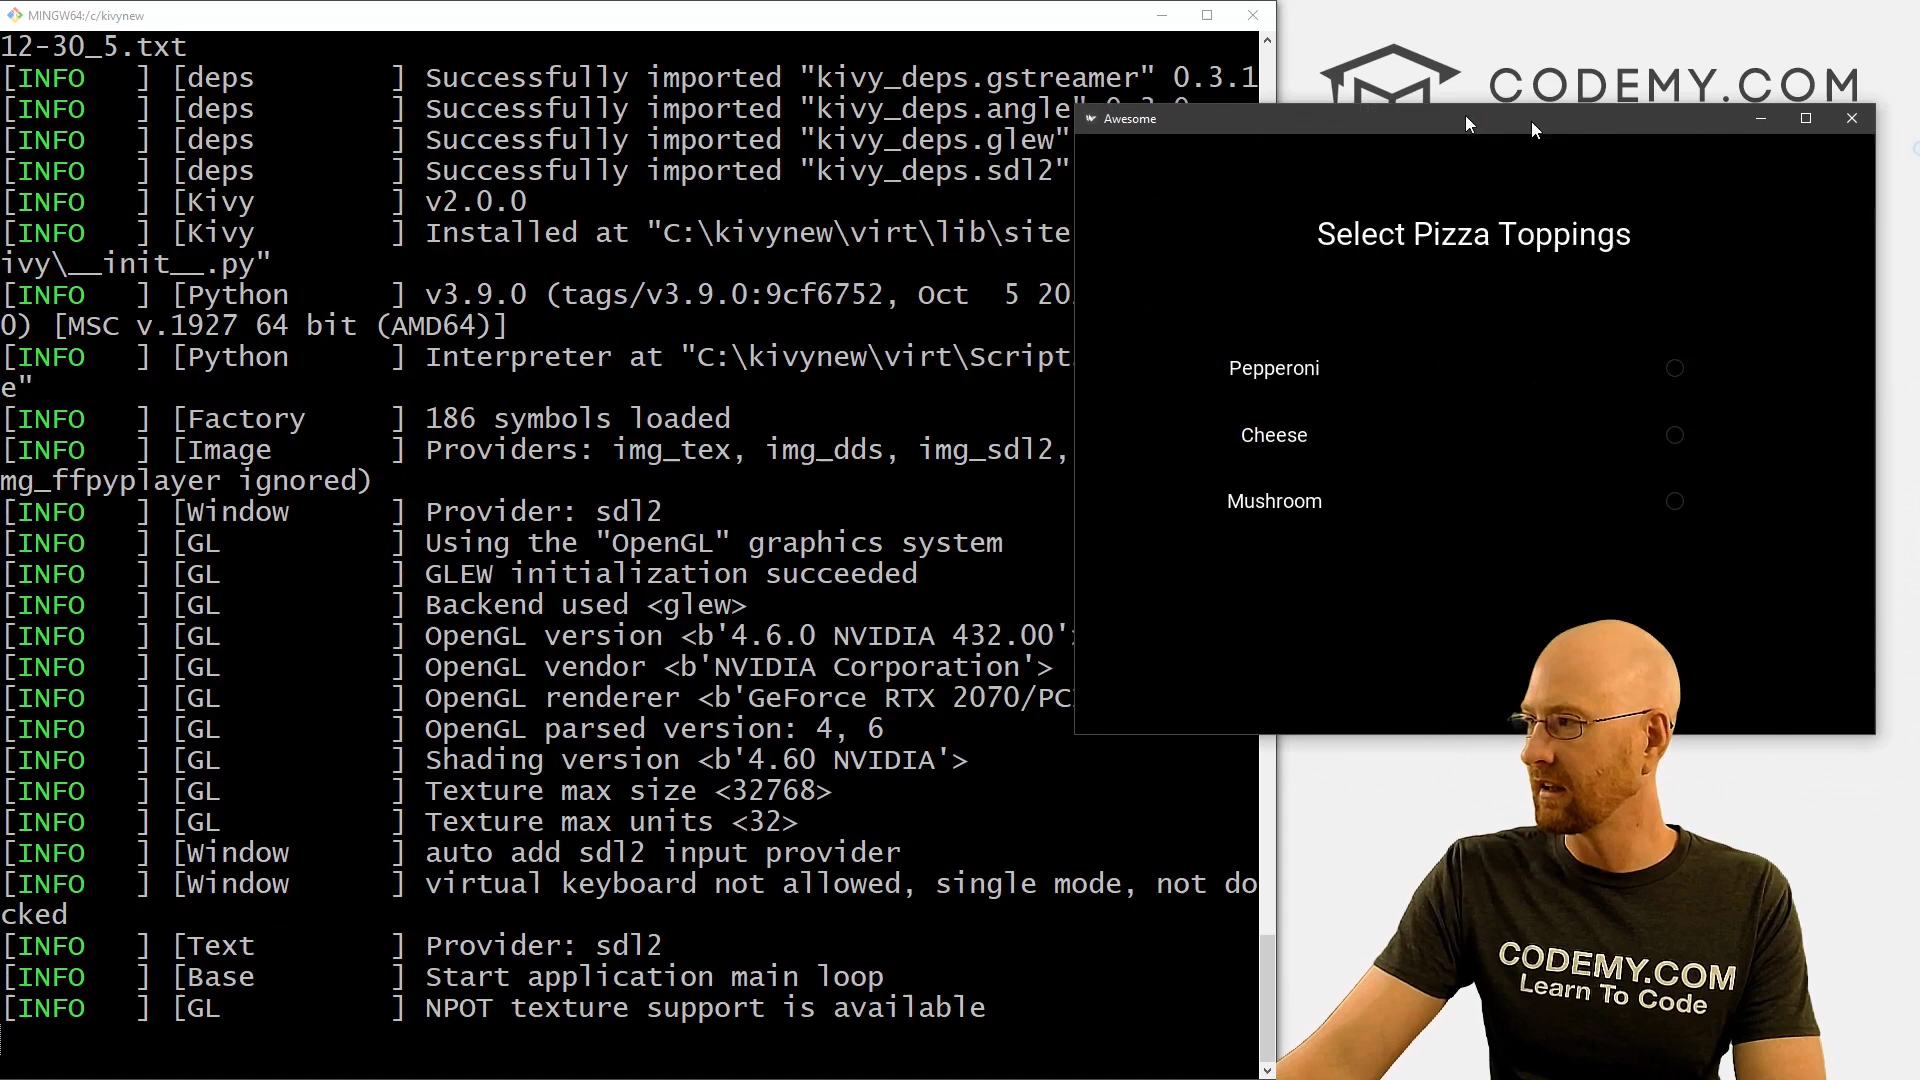 MINGW64:/c/kivynew
12-30_5.txt
[INFO   ] [deps        ] Successfully imported "kivy_deps.gstreamer" 0.3.1
[INFO   ] [deps        ] Successfully imported "kivy_deps.angle"
[INFO   ] [deps        ] Successfully imported "kivy_deps.glew"
[INFO   ] [deps        ] Successfully imported "kivy_deps.sdl2"
[INFO   ] [Kivy        ] v2.0.0
[INFO   ] [Kivy        ] Installed at "C:\kivynew\virt\lib\site
ivy\__init__.py"
[INFO   ] [Python      ] v3.9.0 (tags/v3.9.0:9cf6752, Oct  5 20
0) [MSC v.1927 64 bit (AMD64)]
[INFO   ] [Python      ] Interpreter at "C:\kivynew\virt\Script
e"
[INFO   ] [Factory     ] 186 symbols loaded
[INFO   ] [Image       ] Providers: img_tex, img_dds, img_sdl2,
mg_ffpyplayer ignored)
[INFO   ] [Window      ] Provider: sdl2
[INFO   ] [GL          ] Using the "OpenGL" graphics system
[INFO   ] [GL          ] GLEW initialization succeeded
[INFO   ] [GL          ] Backend used <glew>
[INFO   ] [GL          ] OpenGL version <b'4.6.0 NVIDIA 432.00'
[INFO   ] [GL          ] OpenGL vendor <b'NVIDIA Corporation'>
[INFO   ] [GL          ] OpenGL renderer <b'GeForce RTX 2070/PC
[INFO   ] [GL          ] OpenGL parsed version: 4, 6
[INFO   ] [GL          ] Shading version <b'4.60 NVIDIA'>
[INFO   ] [GL          ] Texture max size <32768>
[INFO   ] [GL          ] Texture max units <32>
[INFO   ] [Window      ] auto add sdl2 input provider
[INFO   ] [Window      ] virtual keyboard not allowed, single mode, not do
cked
[INFO   ] [Text        ] Provider: sdl2
[INFO   ] [Base        ] Start application main loop
[INFO   ] [GL          ] NPOT texture support is available
CODEMY.COM
Awesome
Select Pizza Toppings
Pepperoni
Cheese
Mushroom
CODEMY.COM
Learn To Code